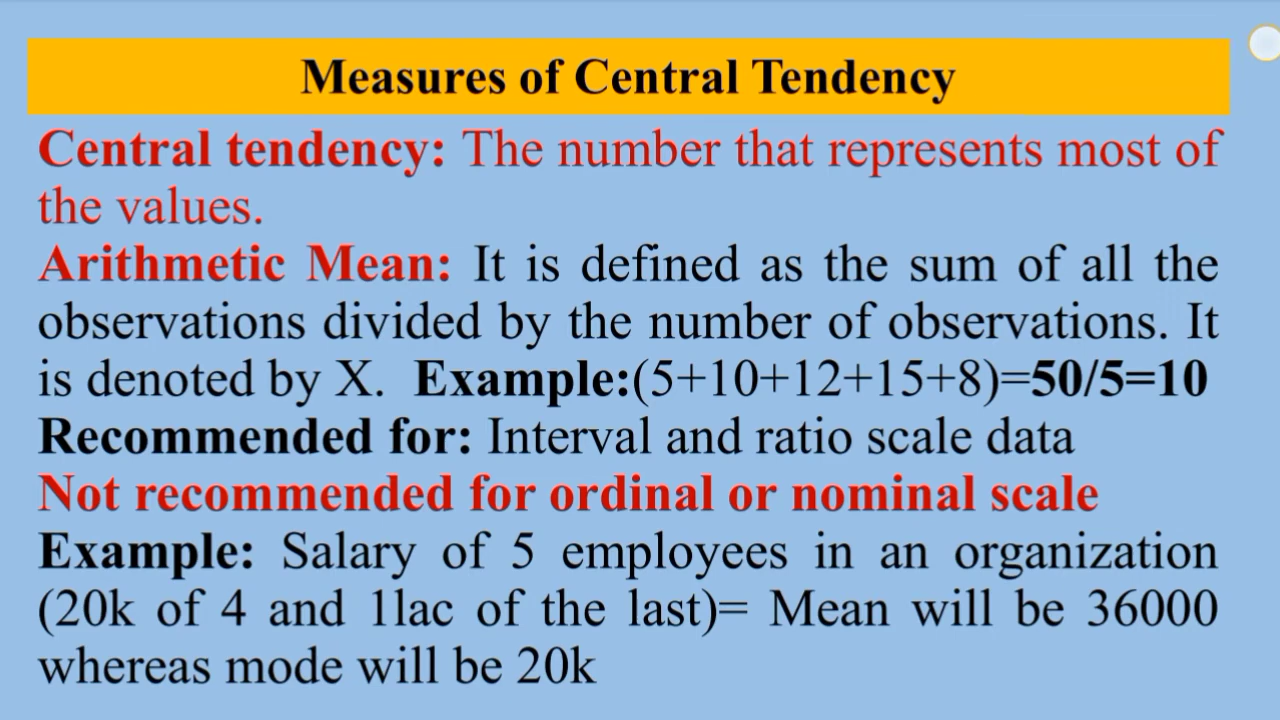 Measures of Central Tendency
Central tendency: The number that represents most of
the values.
Arithmetic Mean: It is defined as the sum of all the
observations divided by the number of observations. It
is denoted by X. Example:(5+10+12+15+8)=50/5=10
Recommended for: Interval and ratio scale data
Not recommended for ordinal or nominal scale
Example: Salary of 5 employees in an organization
(20k of 4 and 1lac of the last)= Mean will be 36000
whereas mode will be 20k